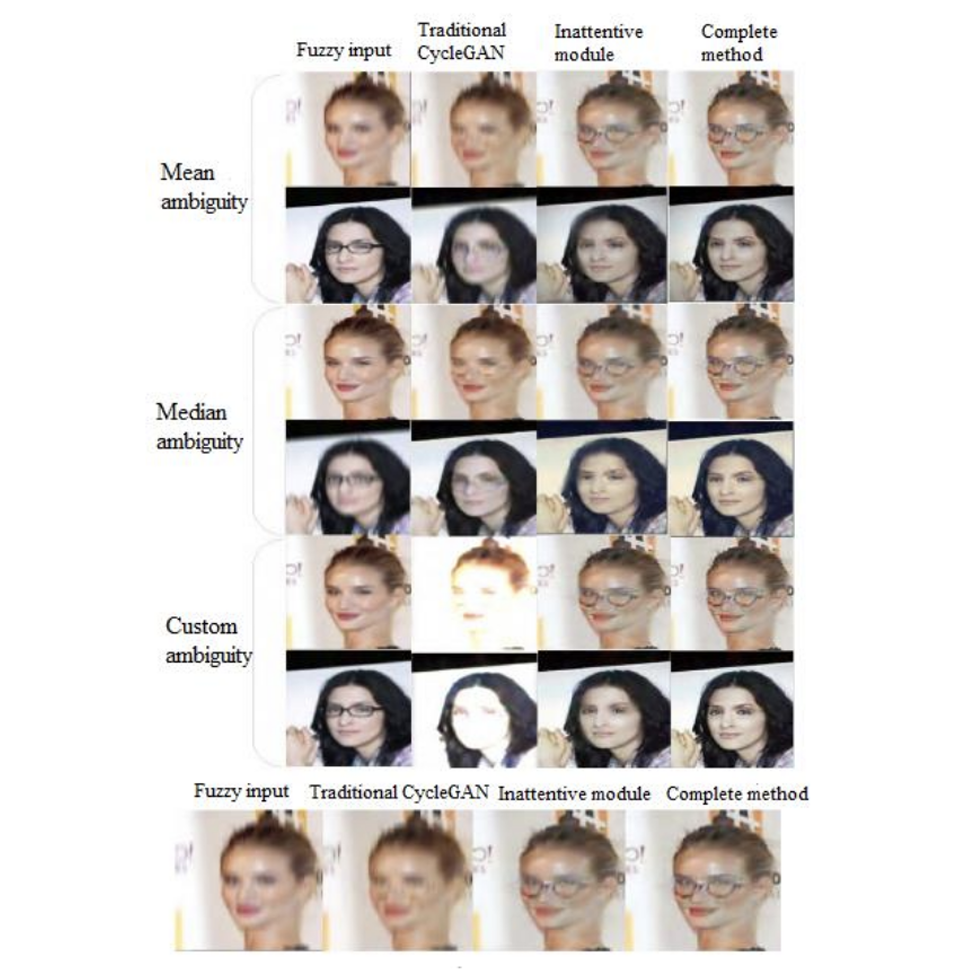 Fuzzy input
Traditional
CycleGAN
Inattentive
module
Complete
method
Mean
ambiguity
Median
ambiguity
Custom
ambiguity
Fuzzy input Traditional CycleGAN Inattentive module Complete method